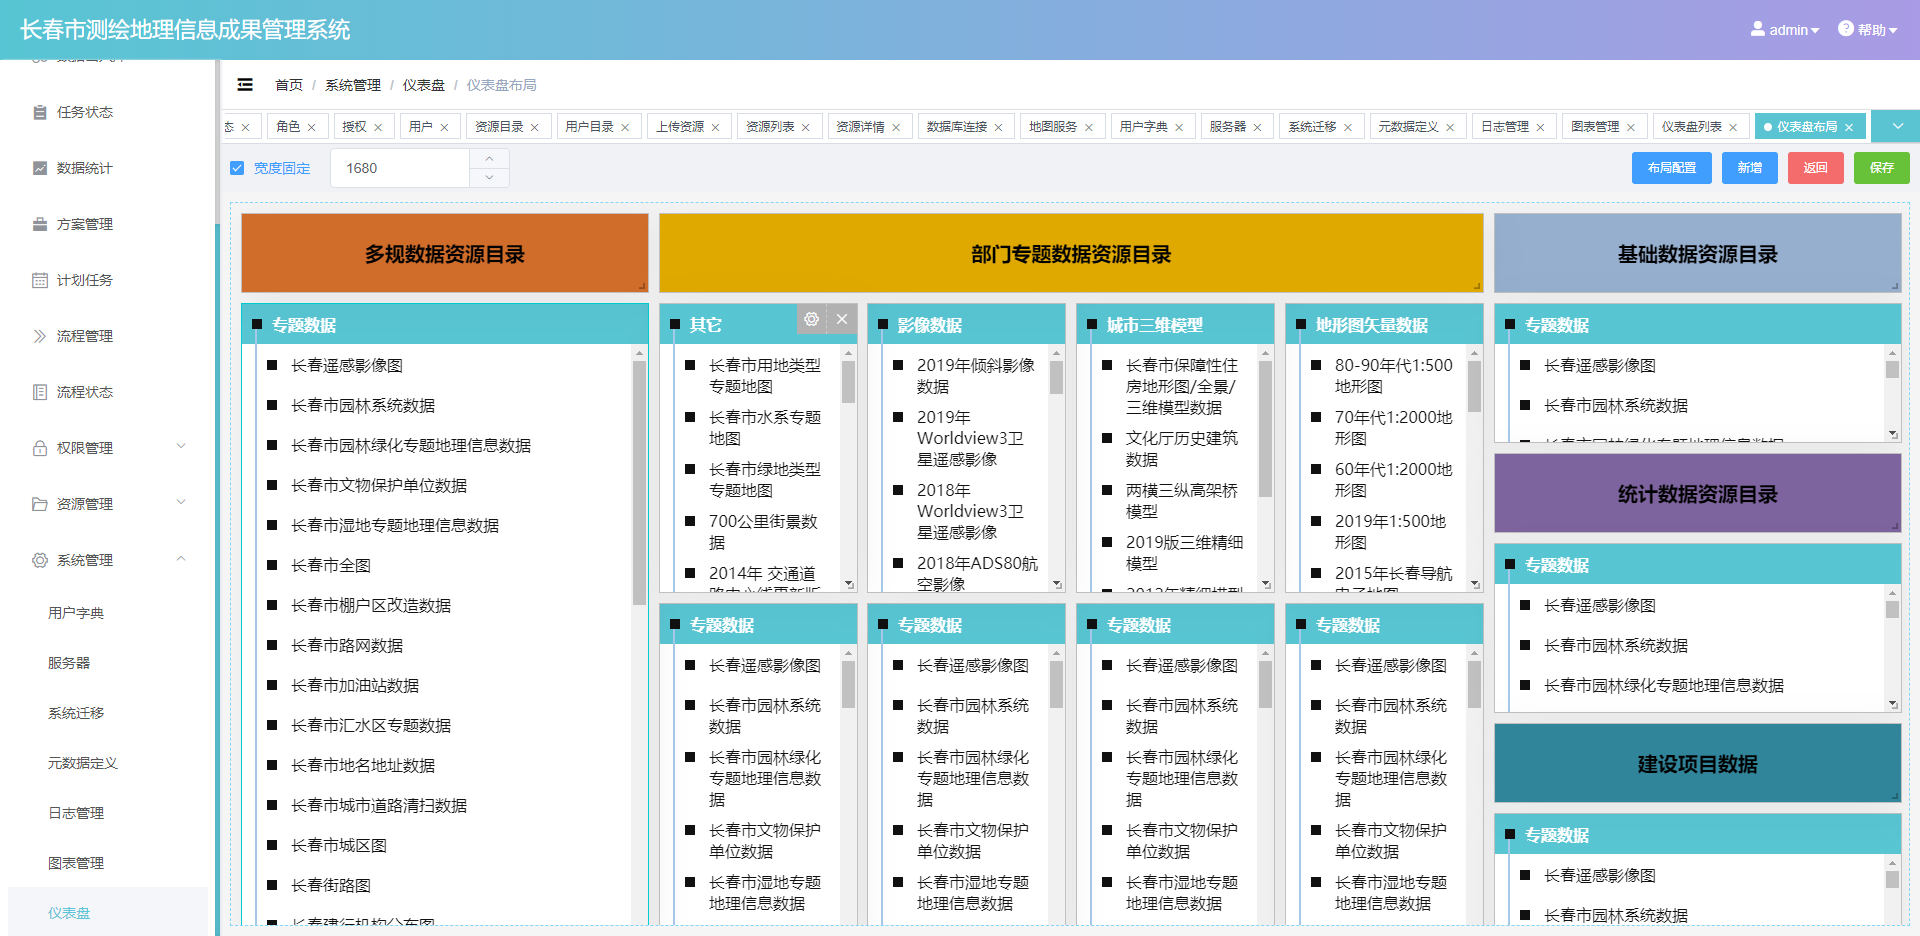 长春市测绘地理信息成果管理系统
admin
帮助
任务状态
数据统计
方案管理
计划任务
流程管理
流程状态
权限管理
资源管理
系统管理
用户字典
服务器
系统迁移
元数据定义
日志管理
图表管理
仪表盘
首页 / 系统管理 / 仪表盘 / 仪表盘布局
态 × 角色 × 授权 × 用户 × 资源目录 × 用户目录 × 上传资源 × 资源列表 × 资源详情 × 数据库连接 × 地图服务 × 用户字典 × 服务器 × 系统迁移 × 元数据定义 × 日志管理 × 图表管理 × 仪表盘列表 × 仪表盘布局 ×
宽度固定 1680
布局配置 新增 返回 保存
多规数据资源目录
专题数据
长春遥感影像图
长春市园林系统数据
长春市园林绿化专题地理信息数据
长春市文物保护单位数据
长春市湿地专题地理信息数据
长春市全图
长春市棚户区改造数据
长春市路网数据
长春市加油站数据
长春市汇水区专题数据
长春市地名地址数据
长春市城市道路清扫数据
长春市城区图
长春街路图
长春建行机构分布图
部门专题数据资源目录
其它
长春市用地类型
专题地图
长春市水系专题
地图
长春市绿地类型
专题地图
700公里街景数
据
2014年 交通道
影像数据
2019年倾斜影像
数据
2019年
Worldview3卫
星遥感影像
2018年
Worldview3卫
星遥感影像
2018年ADS80航
空影像
城市三维模型
长春市保障性住
房地形图/全景/
三维模型数据
文化厅历史建筑
数据
两横三纵高架桥
模型
2019版三维精细
模型
地形图矢量数据
80-90年代1:500
地形图
70年代1:2000地
形图
60年代1:2000地
形图
2019年1:500地
形图
2015年长春导航
电子地图
专题数据
长春遥感影像图
长春市园林系统
数据
长春市园林绿化
专题地理信息数
据
长春市文物保护
单位数据
长春市湿地专题
地理信息数据
专题数据
长春遥感影像图
长春市园林系统
数据
长春市园林绿化
专题地理信息数
据
长春市文物保护
单位数据
长春市湿地专题
地理信息数据
专题数据
长春遥感影像图
长春市园林系统
数据
长春市园林绿化
专题地理信息数
据
长春市文物保护
单位数据
长春市湿地专题
地理信息数据
专题数据
长春遥感影像图
长春市园林系统
数据
长春市园林绿化
专题地理信息数
据
长春市文物保护
单位数据
长春市湿地专题
地理信息数据
基础数据资源目录
专题数据
长春遥感影像图
长春市园林系统数据
长春市园林绿化专题地理信息数据
统计数据资源目录
专题数据
长春遥感影像图
长春市园林系统数据
长春市园林绿化专题地理信息数据
建设项目数据
专题数据
长春遥感影像图
长春市园林系统数据